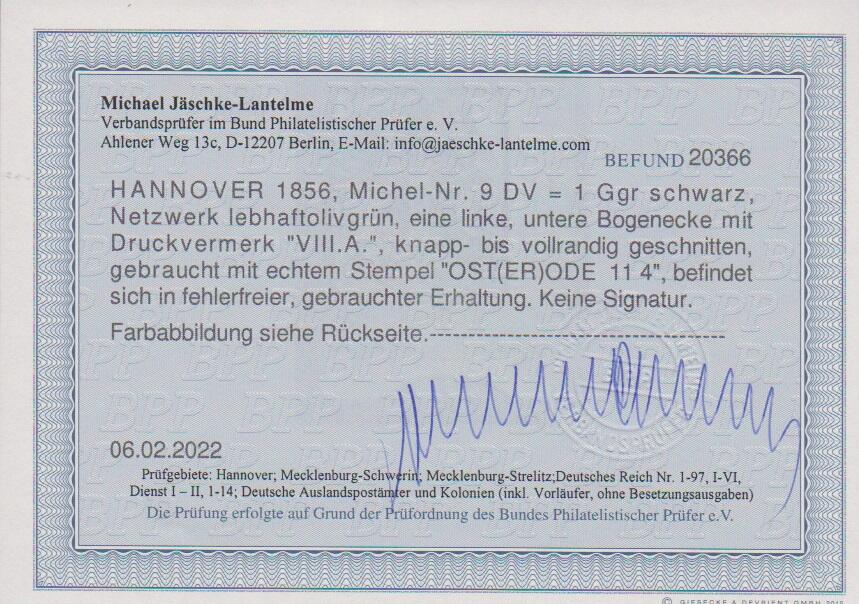 Michael Jäschke-Lantelme
Verbandsprüfer im Bund Philatelistischer Prüfer e. V.
Ahlener Weg 13c, D-12207 Berlin, E-Mail: info@jaeschke-lantelme.com
BEFUND 20366
HANNOVER 1856, Michel-Nr. 9 DV = 1 Ggr schwarz,
Netzwerk lebhaftolivgrün, eine linke, untere Bogenecke mit
Druckvermerk "VIII.A.", knapp- bis vollrandig geschnitten,
gebraucht mit echtem Stempel "OST(ER)ODE 11 4", befindet
sich in fehlerfreier, gebrauchter Erhaltung. Keine Signatur.
Farbabbildung siehe Rückseite.-----------------------------------
06.02.2022
Prüfgebiete: Hannover; Mecklenburg-Schwerin; Mecklenburg-Strelitz;Deutsches Reich Nr. 1-97, I-VI,
Dienst I – II, 1-14; Deutsche Auslandspostämter und Kolonien (inkl. Vorläufer, ohne Besetzungsausgaben)
Die Prüfung erfolgte auf Grund der Prüfordnung des Bundes Philatelistischer Prüfer e.V.
© GIESECKE & DEVRIENT GMBH